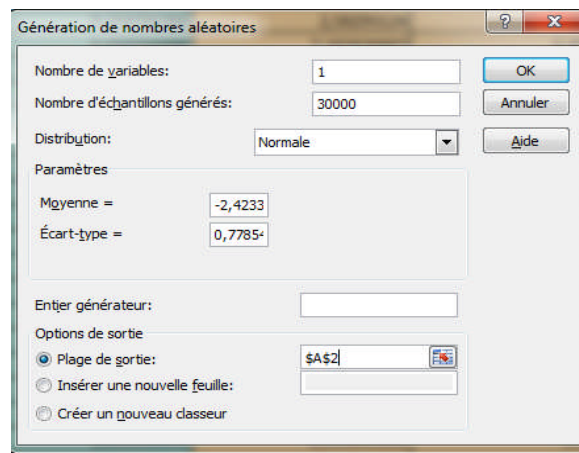 Génération de nombres aléatoires
Nombre de variables: 1 OK
Nombre d'échantillons générés: 30000 Annuler
Distribution: Normale Aide
Paramètres
Moyenne = -2,4233
Écart-type = 0,7785
Entier générateur:
Options de sortie
Plage de sortie: $A$2
Insérer une nouvelle feuille:
Créer un nouveau classeur